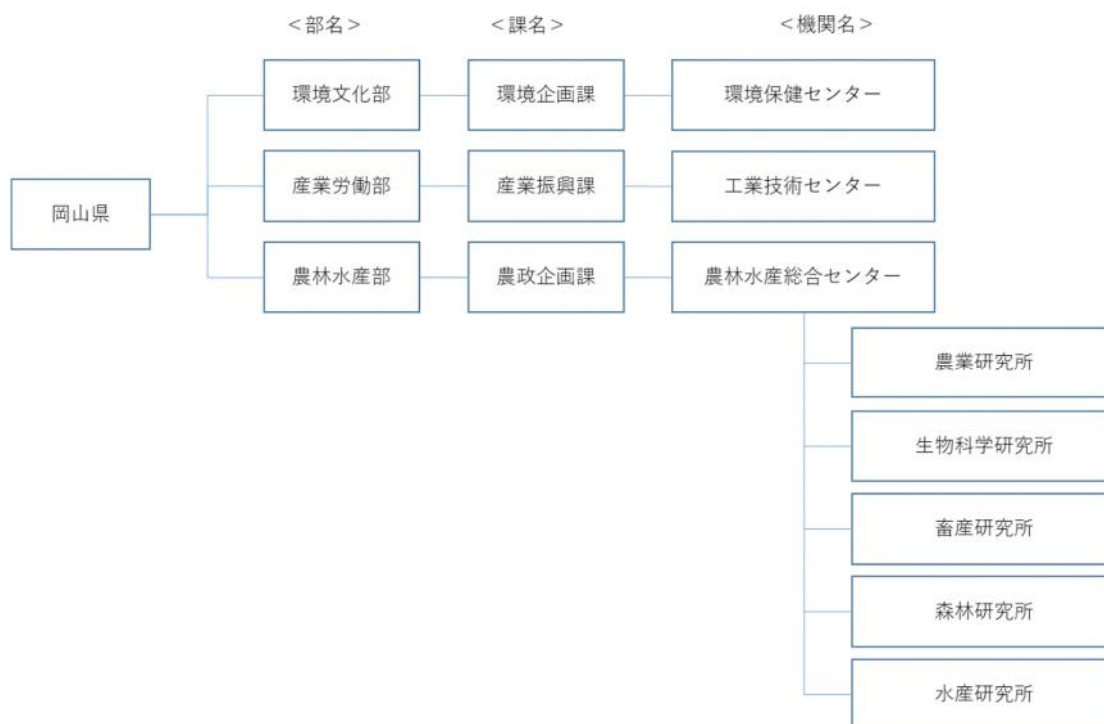 ＜部名＞ ＜課名＞ ＜機関名＞
環境文化部 環境企画課 環境保健センター
産業労働部 産業振興課 工業技術センター
岡山県
農林水産部 農政企画課 農林水産総合センター
農業研究所
生物科学研究所
畜産研究所
森林研究所
水産研究所